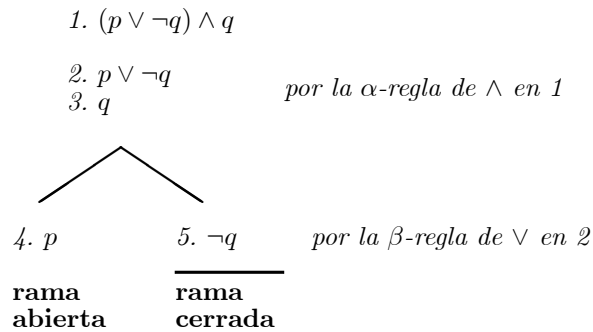 1. (p ∨ ¬q) ∧ q
2. p ∨ ¬q
3. q
por la α-regla de ∧ en 1
4. p 5. ¬q por la β-regla de ∨ en 2
rama rama
abierta cerrada